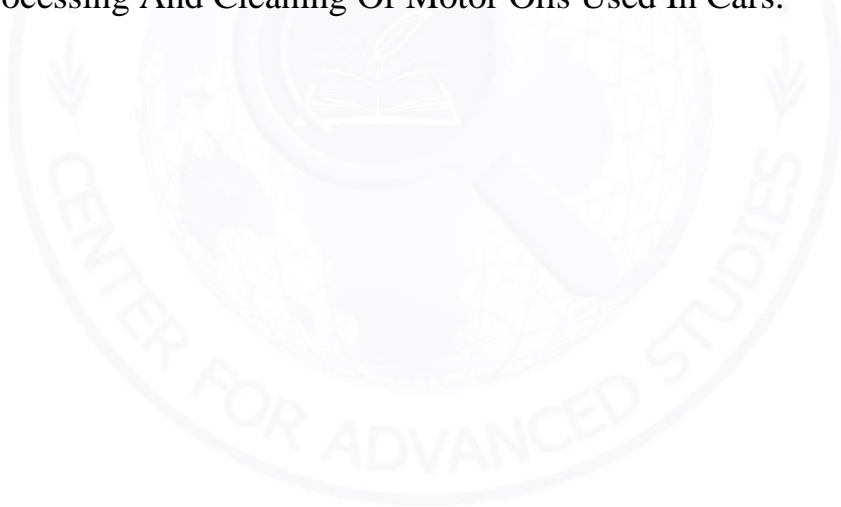 ocessing And Cleaning Of Motor Oils Used In Cars.
CENTER FOR ADVANCED STUDIES